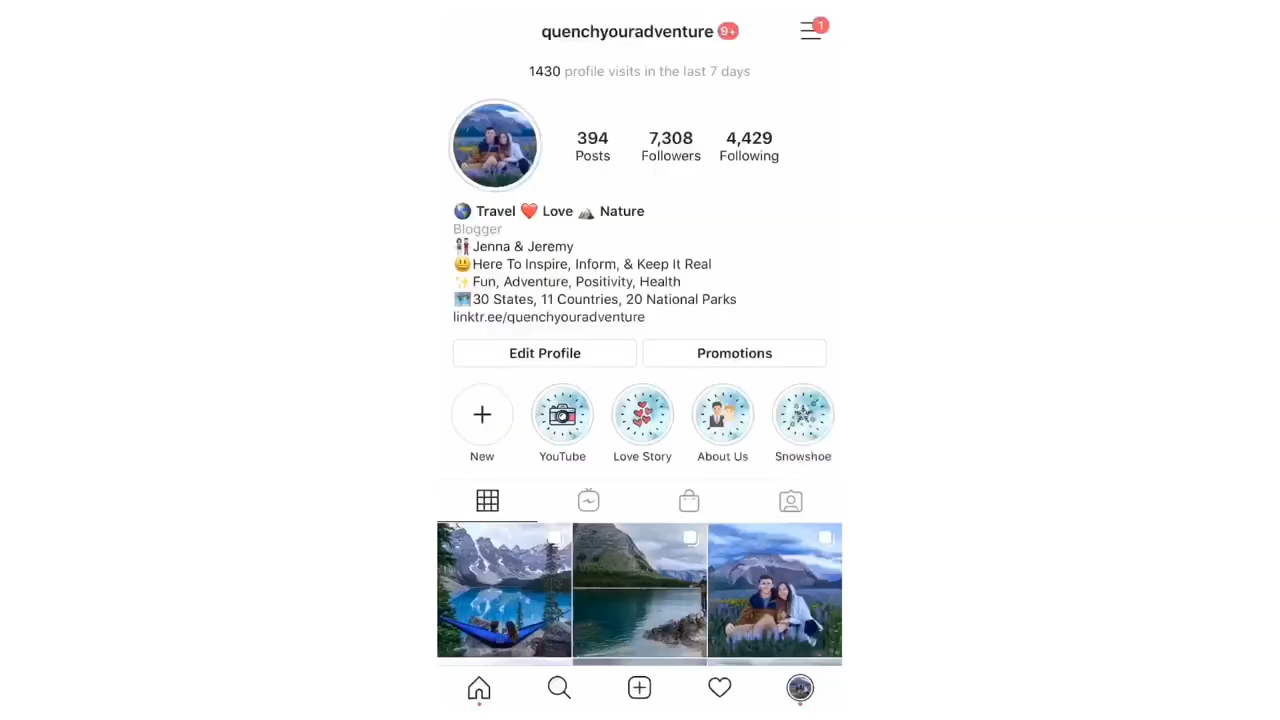 quenchyouradventure 9+
1
1430 profile visits in the last 7 days
394 7,308 4,429
Posts Followers Following
Travel Love Nature
Blogger
Jenna & Jeremy
Here To Inspire, Inform, & Keep It Real
Fun, Adventure, Positivity, Health
30 States, 11 Countries, 20 National Parks
linktr.ee/quenchyouradventure
Edit Profile Promotions
New YouTube Love Story About Us Snowshoe